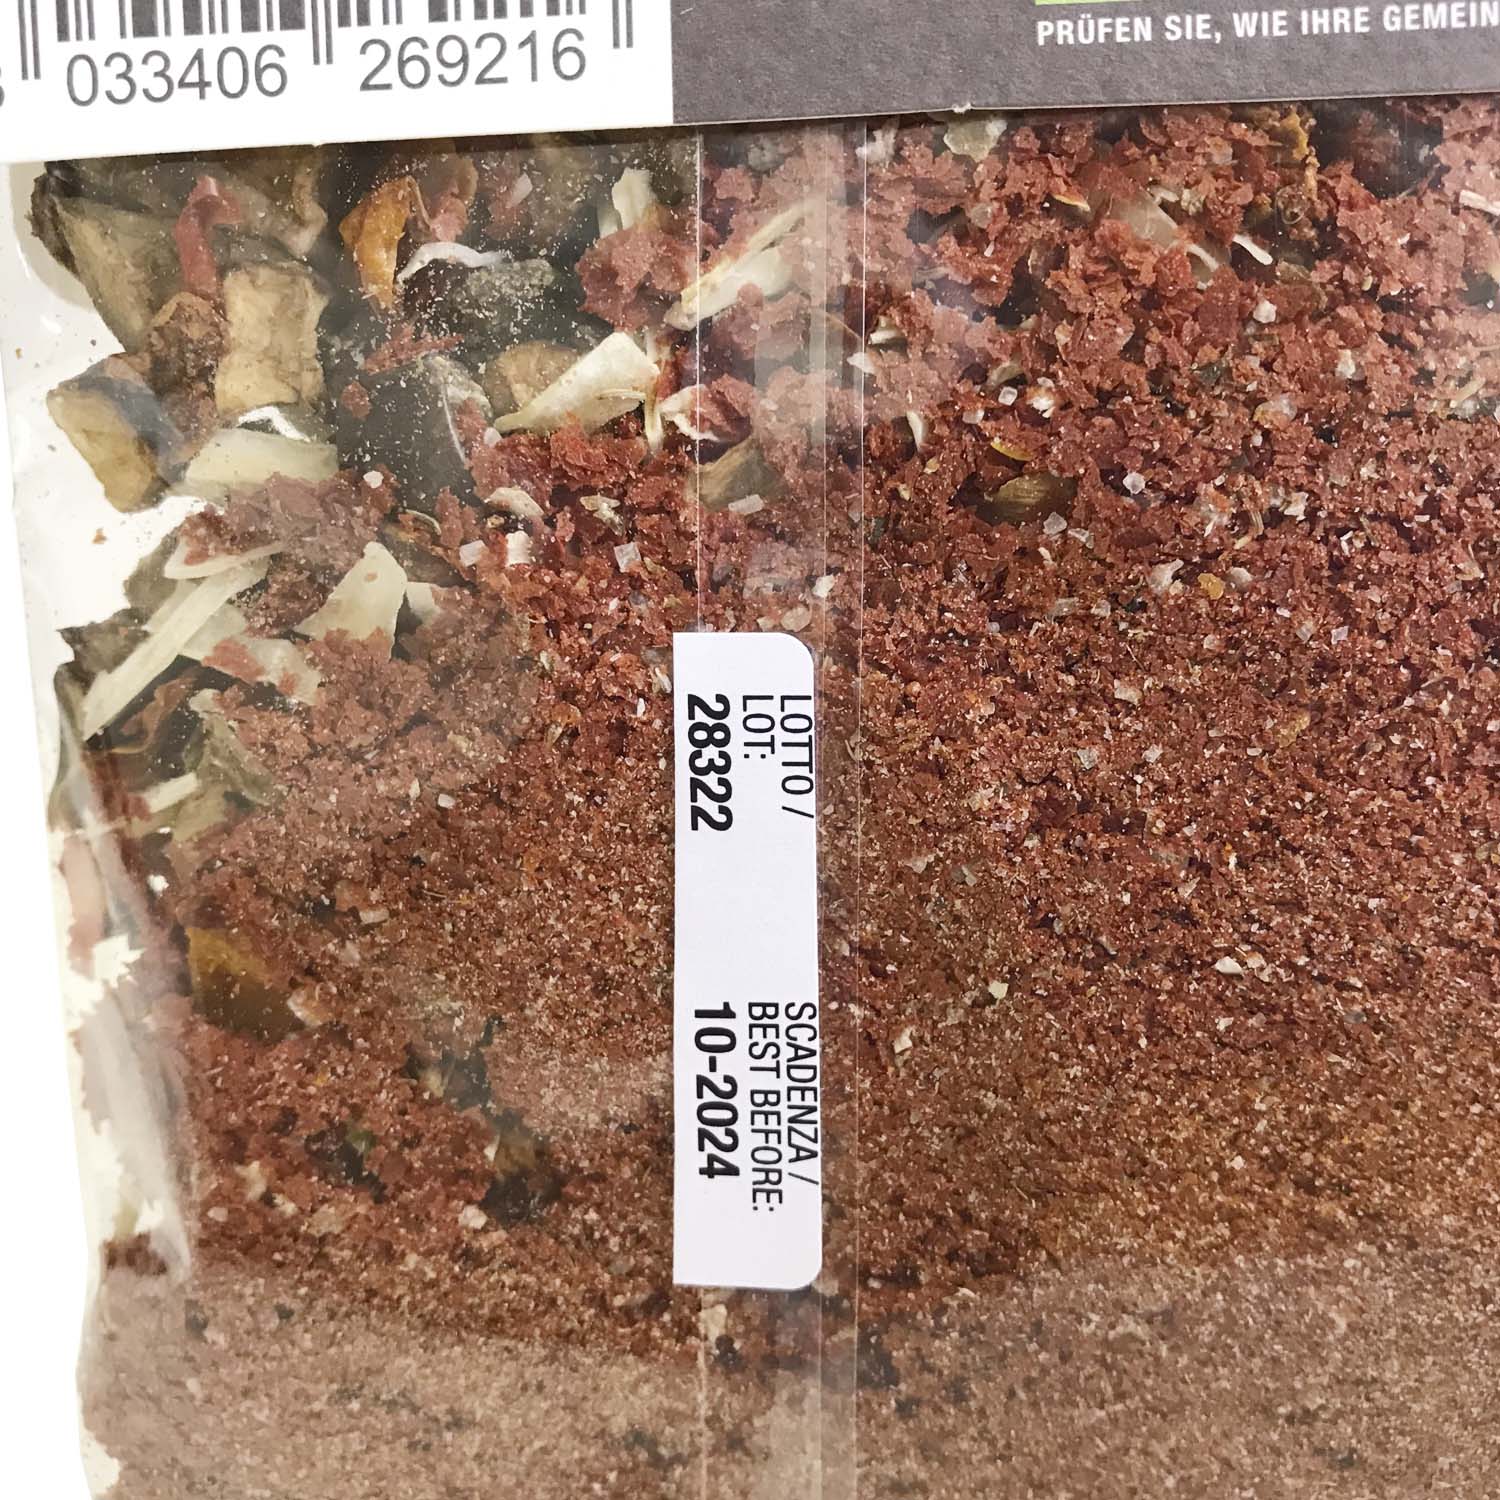 033406 269216
PRÜFEN SIE, WIE IHRE GEMEIN
LOTTO /
LOT:
28322
SCADENZA /
BEST BEFORE:
10-2024